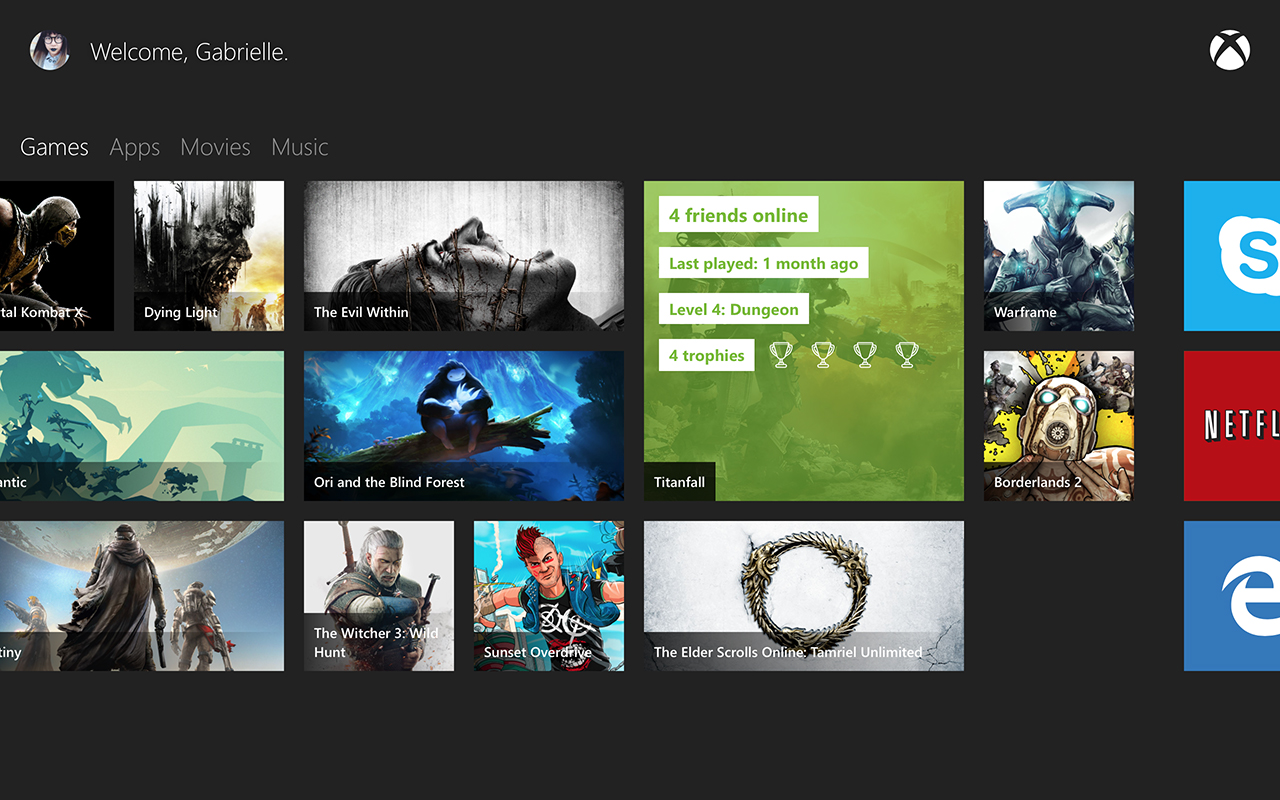 Welcome, Gabrielle.
Games Apps Movies Music
tal Kombat X
Dying Light
The Evil Within
4 friends online
Last played: 1 month ago
Level 4: Dungeon
4 trophies
Titanfall
Warframe
S
antic
Ori and the Blind Forest
Borderlands 2
NETFL
tiny
The Witcher 3: Wild
Hunt
Sunset Overdrive
The Elder Scrolls Online: Tamriel Unlimited